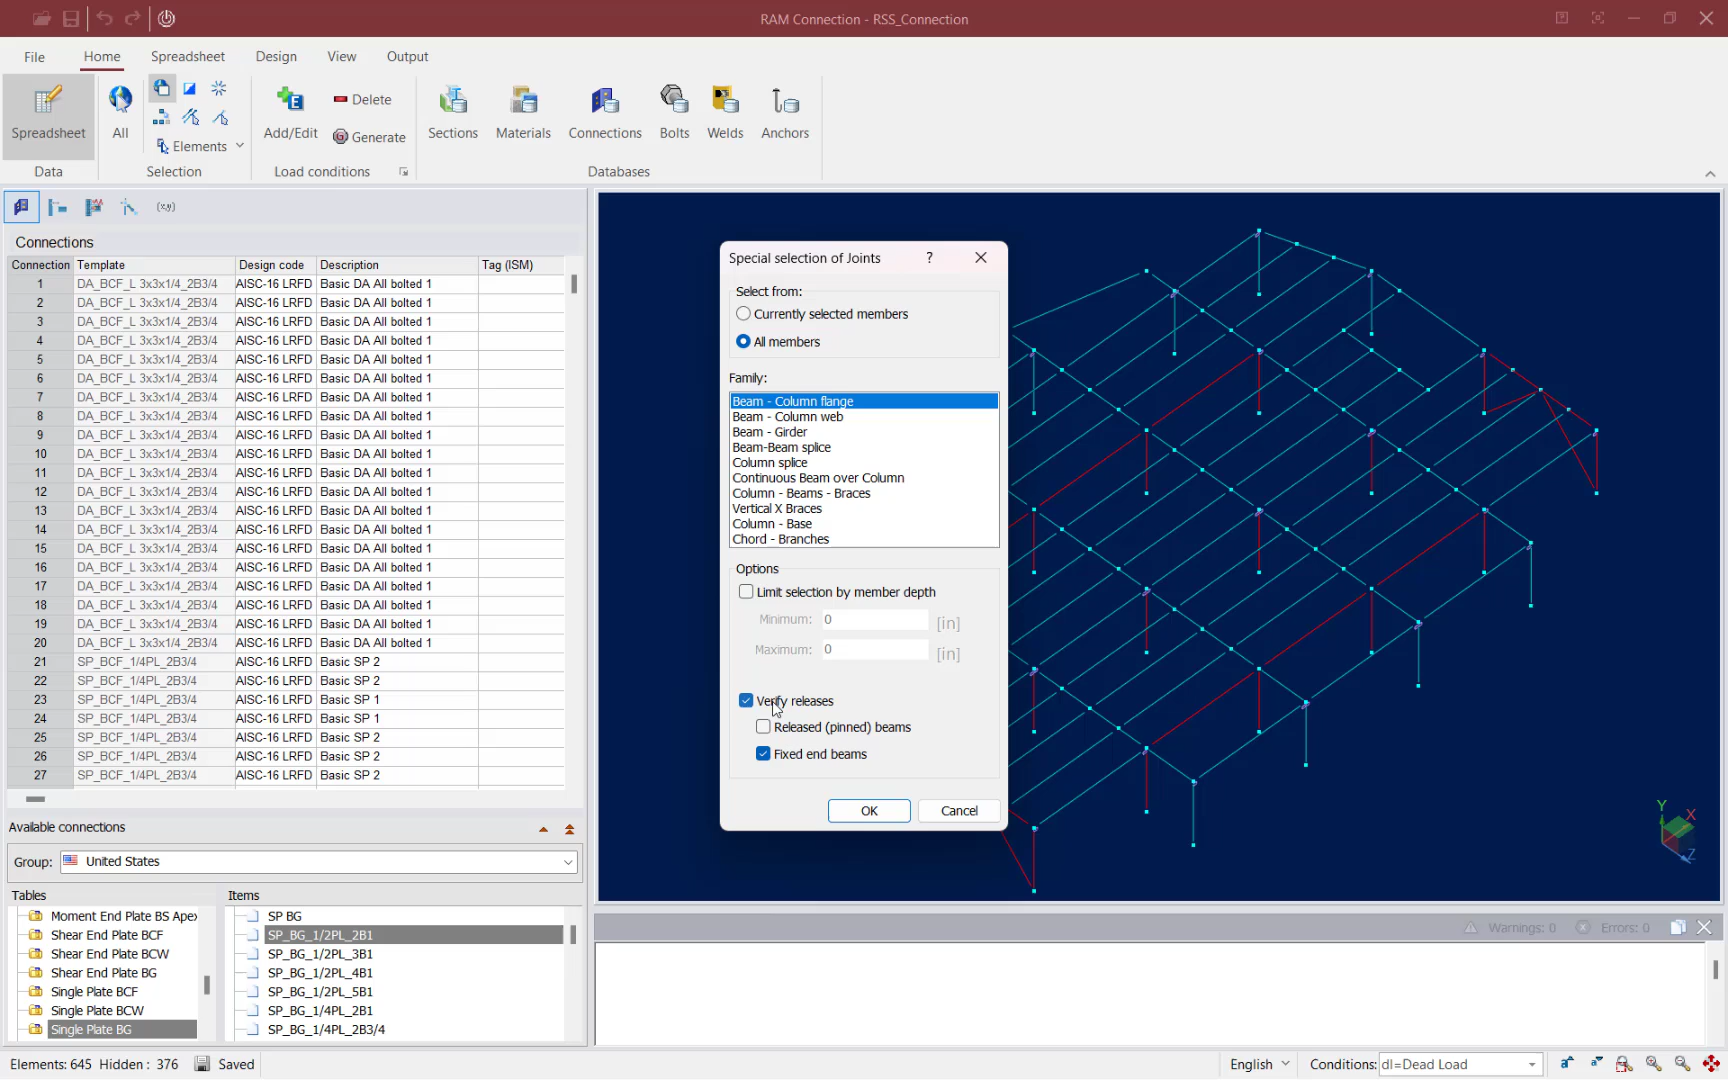 RAM Connection - RSS_Connection
File
Home
Spreadsheet
Design
View
Output
Spreadsheet
All
Elements
Add/Edit
Delete
Generate
Sections
Materials
Connections
Bolts
Welds
Anchors
Data
Selection
Load conditions
Databases
(x,y)
Connections
Connection Template Design code Description Tag (ISM)
1 DA_BCF_L 3x3x1/4_2B3/4 AISC-16 LRFD Basic DA All bolted 1
2 DA_BCF_L 3x3x1/4_2B3/4 AISC-16 LRFD Basic DA All bolted 1
3 DA_BCF_L 3x3x1/4_2B3/4 AISC-16 LRFD Basic DA All bolted 1
4 DA_BCF_L 3x3x1/4_2B3/4 AISC-16 LRFD Basic DA All bolted 1
5 DA_BCF_L 3x3x1/4_2B3/4 AISC-16 LRFD Basic DA All bolted 1
6 DA_BCF_L 3x3x1/4_2B3/4 AISC-16 LRFD Basic DA All bolted 1
7 DA_BCF_L 3x3x1/4_2B3/4 AISC-16 LRFD Basic DA All bolted 1
8 DA_BCF_L 3x3x1/4_2B3/4 AISC-16 LRFD Basic DA All bolted 1
9 DA_BCF_L 3x3x1/4_2B3/4 AISC-16 LRFD Basic DA All bolted 1
10 DA_BCF_L 3x3x1/4_2B3/4 AISC-16 LRFD Basic DA All bolted 1
11 DA_BCF_L 3x3x1/4_2B3/4 AISC-16 LRFD Basic DA All bolted 1
12 DA_BCF_L 3x3x1/4_2B3/4 AISC-16 LRFD Basic DA All bolted 1
13 DA_BCF_L 3x3x1/4_2B3/4 AISC-16 LRFD Basic DA All bolted 1
14 DA_BCF_L 3x3x1/4_2B3/4 AISC-16 LRFD Basic DA All bolted 1
15 DA_BCF_L 3x3x1/4_2B3/4 AISC-16 LRFD Basic DA All bolted 1
16 DA_BCF_L 3x3x1/4_2B3/4 AISC-16 LRFD Basic DA All bolted 1
17 DA_BCF_L 3x3x1/4_2B3/4 AISC-16 LRFD Basic DA All bolted 1
18 DA_BCF_L 3x3x1/4_2B3/4 AISC-16 LRFD Basic DA All bolted 1
19 DA_BCF_L 3x3x1/4_2B3/4 AISC-16 LRFD Basic DA All bolted 1
20 DA_BCF_L 3x3x1/4_2B3/4 AISC-16 LRFD Basic DA All bolted 1
21 SP_BCF_1/4PL_2B3/4 AISC-16 LRFD Basic SP 2
22 SP_BCF_1/4PL_2B3/4 AISC-16 LRFD Basic SP 2
23 SP_BCF_1/4PL_2B3/4 AISC-16 LRFD Basic SP 1
24 SP_BCF_1/4PL_2B3/4 AISC-16 LRFD Basic SP 1
25 SP_BCF_1/4PL_2B3/4 AISC-16 LRFD Basic SP 2
26 SP_BCF_1/4PL_2B3/4 AISC-16 LRFD Basic SP 2
27 SP_BCF_1/4PL_2B3/4 AISC-16 LRFD Basic SP 2
Available connections
Group: United States
Tables
Moment End Plate BS Apex
Shear End Plate BCF
Shear End Plate BCW
Shear End Plate BG
Single Plate BCF
Single Plate BCW
Single Plate BG
Items
SP BG
SP_BG_1/2PL_2B1
SP_BG_1/2PL_3B1
SP_BG_1/2PL_4B1
SP_BG_1/2PL_5B1
SP_BG_1/4PL_2B1
SP_BG_1/4PL_2B3/4
Special selection of Joints ?
Select from:
Currently selected members
All members
Family:
Beam - Column flange
Beam - Column web
Beam - Girder
Beam-Beam splice
Column splice
Continuous Beam over Column
Column - Beams - Braces
Vertical X Braces
Column - Base
Chord - Branches
Options
Limit selection by member depth
Minimum: 0 [in]
Maximum: 0 [in]
Verify releases
Released (pinned) beams
Fixed end beams
OK
Cancel
Y
X
Z
Warnings: 0
Errors: 0
Elements: 645 Hidden : 376
Saved
English
Conditions: dl=Dead Load